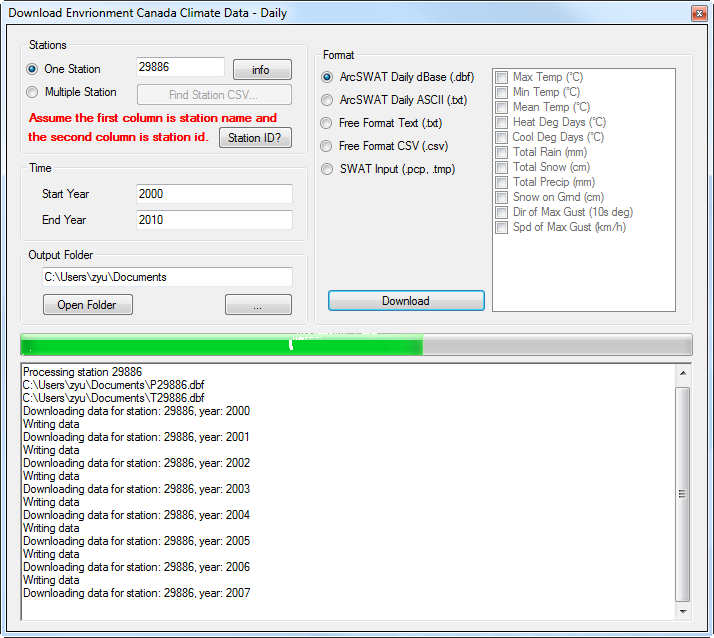 Download Envrionment Canada Climate Data - Daily
Stations
One Station
29886
info
Multiple Station
Find Station CSV...
Assume the first column is station name and
the second column is station id.
Station ID?
Time
Start Year
2000
End Year
2010
Output Folder
C:\Users\zyu\Documents
Open Folder
...
Format
ArcSWAT Daily dBase (.dbf)
ArcSWAT Daily ASCII (.txt)
Free Format Text (.txt)
Free Format CSV (.csv)
SWAT Input (.pcp, .tmp)
Max Temp (°C)
Min Temp (°C)
Mean Temp (°C)
Heat Deg Days (°C)
Cool Deg Days (°C)
Total Rain (mm)
Total Snow (cm)
Total Precip (mm)
Snow on Grnd (cm)
Dir of Max Gust (10s deg)
Spd of Max Gust (km/h)
Download
Processing station 29886
C:\Users\zyu\Documents\P29886.dbf
C:\Users\zyu\Documents\T29886.dbf
Downloading data for station: 29886, year: 2000
Writing data
Downloading data for station: 29886, year: 2001
Writing data
Downloading data for station: 29886, year: 2002
Writing data
Downloading data for station: 29886, year: 2003
Writing data
Downloading data for station: 29886, year: 2004
Writing data
Downloading data for station: 29886, year: 2005
Writing data
Downloading data for station: 29886, year: 2006
Writing data
Downloading data for station: 29886, year: 2007